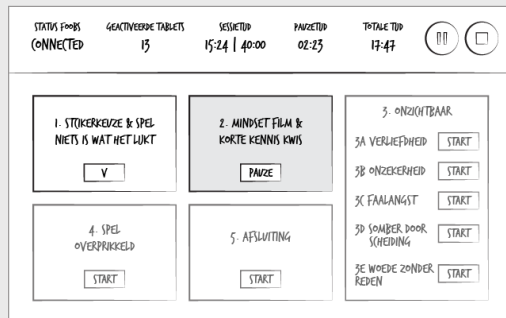 STATUS FOOBS
CONNECTED
GEACTIVEERDE TABLETS
13
SESSIETIJD
15:24 | 40:00
PAUZETIJD
02:23
TOTALE TIJD
17:47
1. STICKERKEUZE & SPEL
NIETS IS WAT HET LIJKT
V
2. MINDSET FILM &
KORTE KENNIS KWIS
PAUZE
3. ONZICHTBAAR
3A VERLIEFDHEID START
3B ONZEKERHEID START
3C FAALANGST START
3D SOMBER DOOR
SCHEIDING START
3E WOEDE ZONDER
REDEN START
4. SPEL
OVERPRIKKELD
START
5. AFSLUITING
START